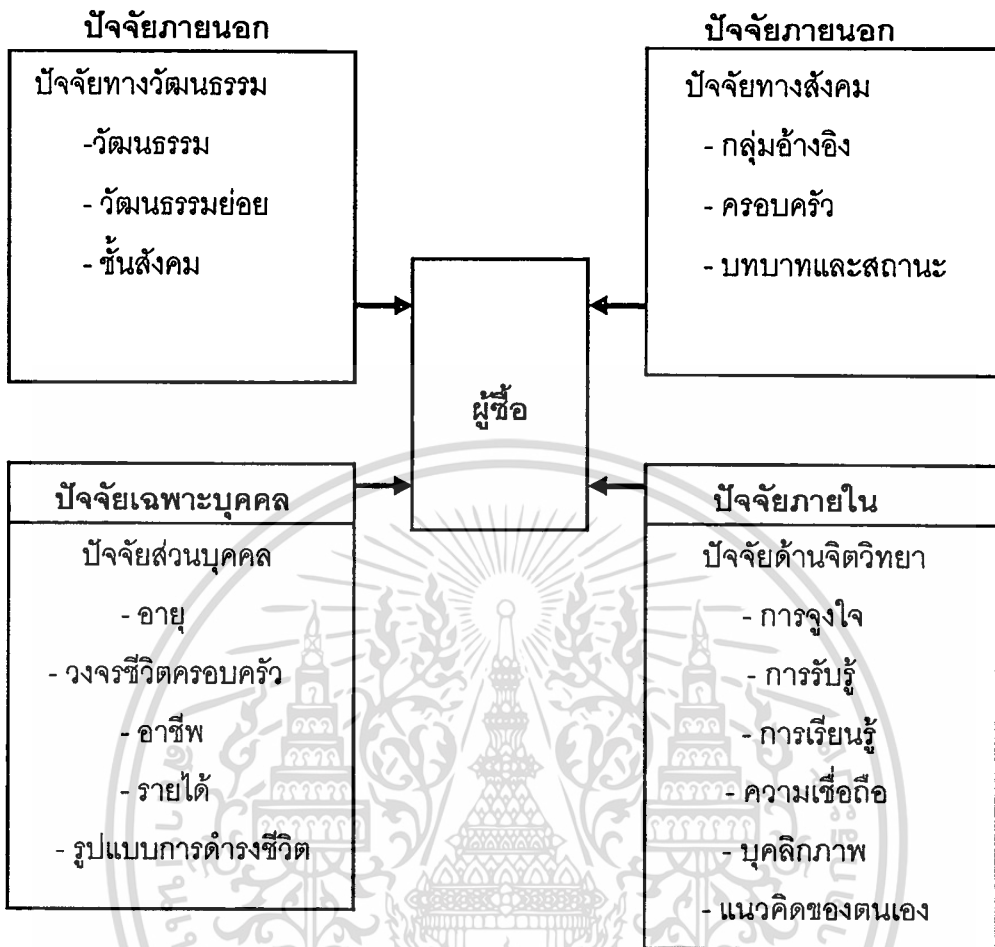 ปัจจัยภายนอก
ปัจจัยทางวัฒนธรรม
-วัฒนธรรม
- วัฒนธรรมย่อย
- ชั้นสังคม
ปัจจัยภายนอก
ปัจจัยทางสังคม
- กลุ่มอ้างอิง
- ครอบครัว
- บทบาทและสถานะ
ผู้ซื้อ
ปัจจัยเฉพาะบุคคล
ปัจจัยส่วนบุคคล
- อายุ
- วงจรชีวิตครอบครัว
- อาชีพ
- รายได้
- รูปแบบการดำรงชีวิต
ปัจจัยภายใน
ปัจจัยด้านจิตวิทยา
- การจูงใจ
- การรับรู้
- การเรียนรู้
- ความเชื่อถือ
- บุคลิกภาพ
- แนวคิดของตนเอง